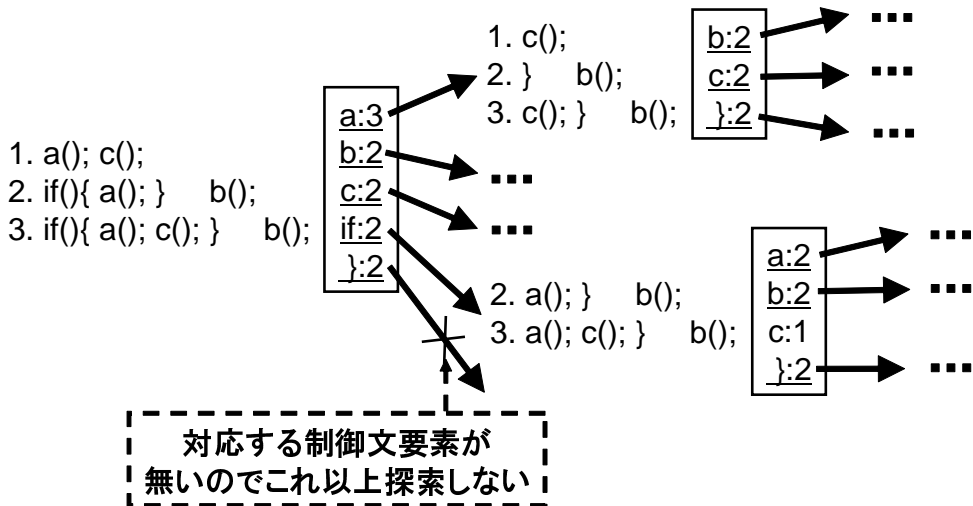 1. a(); c();
2. if(){ a(); } b();
3. if(){ a(); c(); } b();
a:3
b:2
c:2
if:2
}:2
1. c();
2. } b();
3. c(); } b();
b:2
c:2
}:2
...
...
...
...
...
2. a(); } b();
3. a(); c(); } b();
a:2
b:2
c:1
}:2
...
...
...
対応する制御文要素が
無いのでこれ以上探索しない